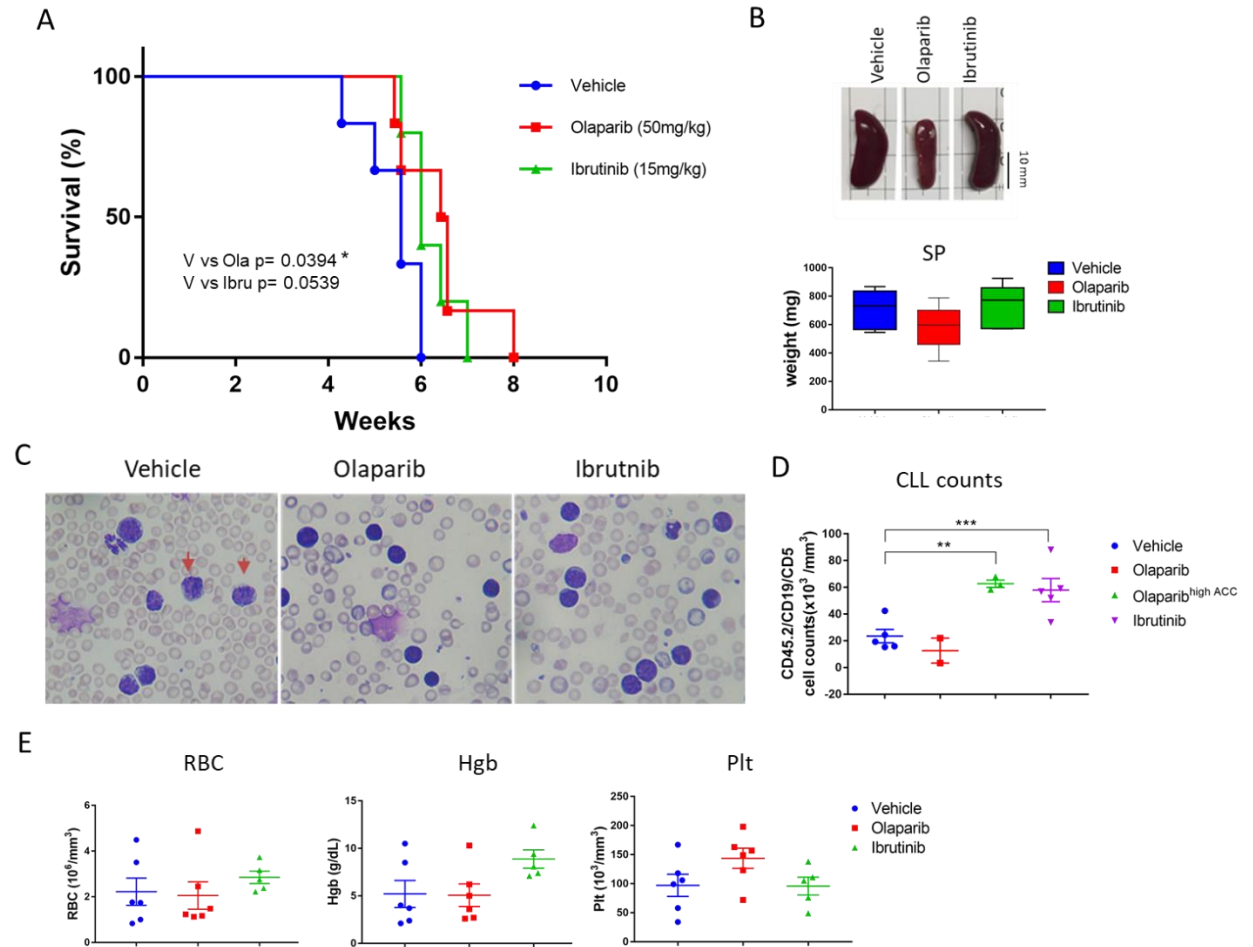 A
100
50
0
Survival (%)
0 2 4 6 8 10
Weeks
Vehicle
Olaparib (50mg/kg)
Ibrutinib (15mg/kg)
V vs Ola p= 0.0394 *
V vs Ibru p= 0.0539
B
Vehicle
Olaparib
Ibrutinib
10 mm
SP
1000
800
600
400
200
0
weight (mg)
Vehicle
Olaparib
Ibrutinib
C
Vehicle Olaparib Ibrutnib
D
CLL counts
100
80
60
40
20
0
-20
CD45.2/CD19/CD5
cell counts(x10³ /mm³)
***
**
Vehicle
Olaparib
Olaparib^high ACC
Ibrutinib
E
RBC
6
4
2
0
RBC (10⁶/mm³)
Hgb
15
10
5
0
Hgb (g/dL)
Plt
250
200
150
100
50
0
Plt (10³/mm³)
Vehicle
Olaparib
Ibrutinib